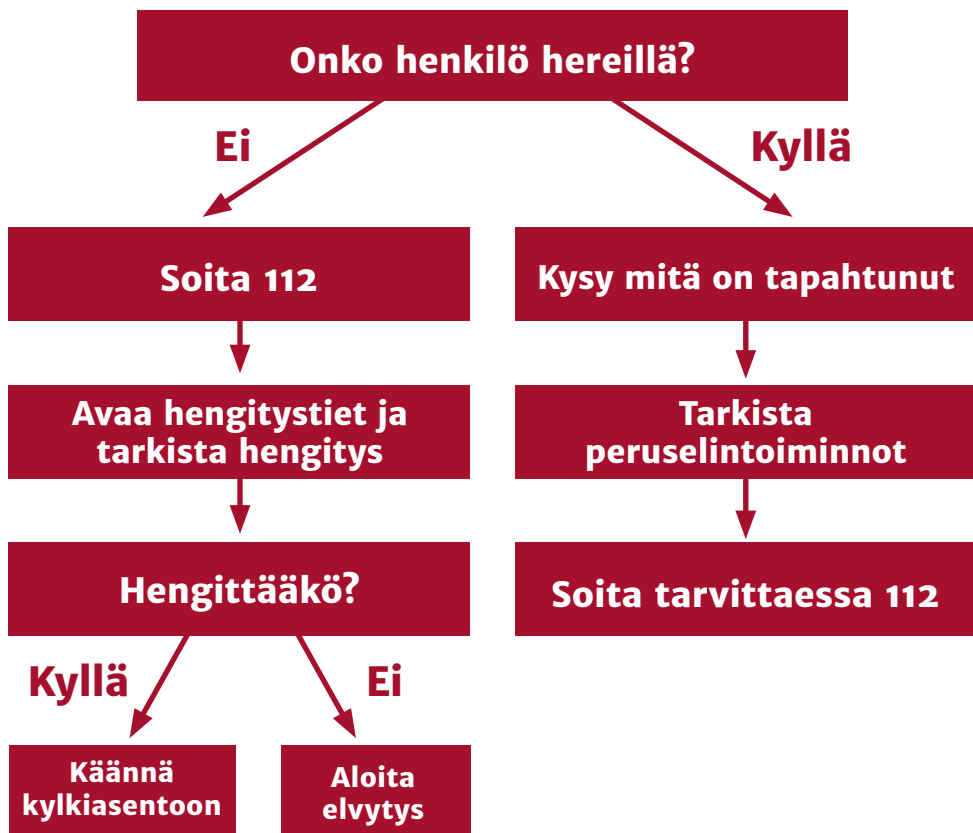 Onko henkilö hereillä?
Ei
Kyllä
Soita 112
Kysy mitä on tapahtunut
Avaa hengitystiet ja
tarkista hengitys
Tarkista
peruselintoiminnot
Hengittääkö?
Soita tarvittaessa 112
Kyllä
Ei
Käännä
kylkiasentoon
Aloita
elvytys